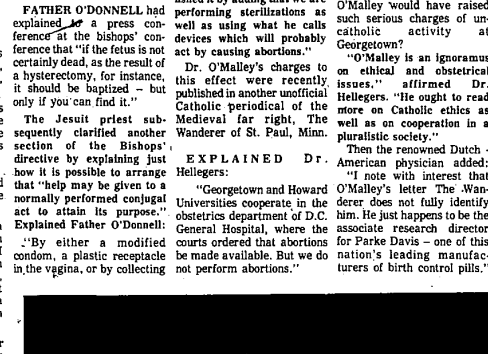 FATHER O'DONNELL had
explained to a press con-
ference at the bishops' con-
ference that "if the fetus is not
certainly dead, as the result of
a hysterectomy, for instance,
it should be baptized — but
only if you can find it."
The Jesuit priest sub-
sequently clarified another
section of the Bishops'
directive by explaining just
how it is possible to arrange
that "help may be given to a
normally performed conjugal
act to attain its purpose."
Explained Father O'Donnell:
"By either a modified
condom, a plastic receptacle
in the vagina, or by collecting
performing sterilizations as
well as using what he calls
devices which will probably
act by causing abortions."
Dr. O'Malley's charges to
this effect were recently
published in another unofficial
Catholic periodical of the
Medieval far right, The
Wanderer of St. Paul, Minn.
EXPLAINED Dr.
Hellegers:
"Georgetown and Howard
Universities cooperate in the
obstetrics department of D.C.
General Hospital, where the
courts ordered that abortions
be made available. But we do
not perform abortions."
O'Malley would have raised
such serious charges of un-
catholic activity at
Georgetown?
"O'Malley is an ignoramus
on ethical and obstetrical
issues," affirmed Dr.
Hellegers. "He ought to read
more on Catholic ethics as
well as on cooperation in a
pluralistic society."
Then the renowned Dutch -
American physician added:
"I note with interest that
O'Malley's letter The Wan-
derer does not fully identify
him. He just happens to be the
associate research director
for Parke Davis — one of this
nation's leading manufac-
turers of birth control pills."